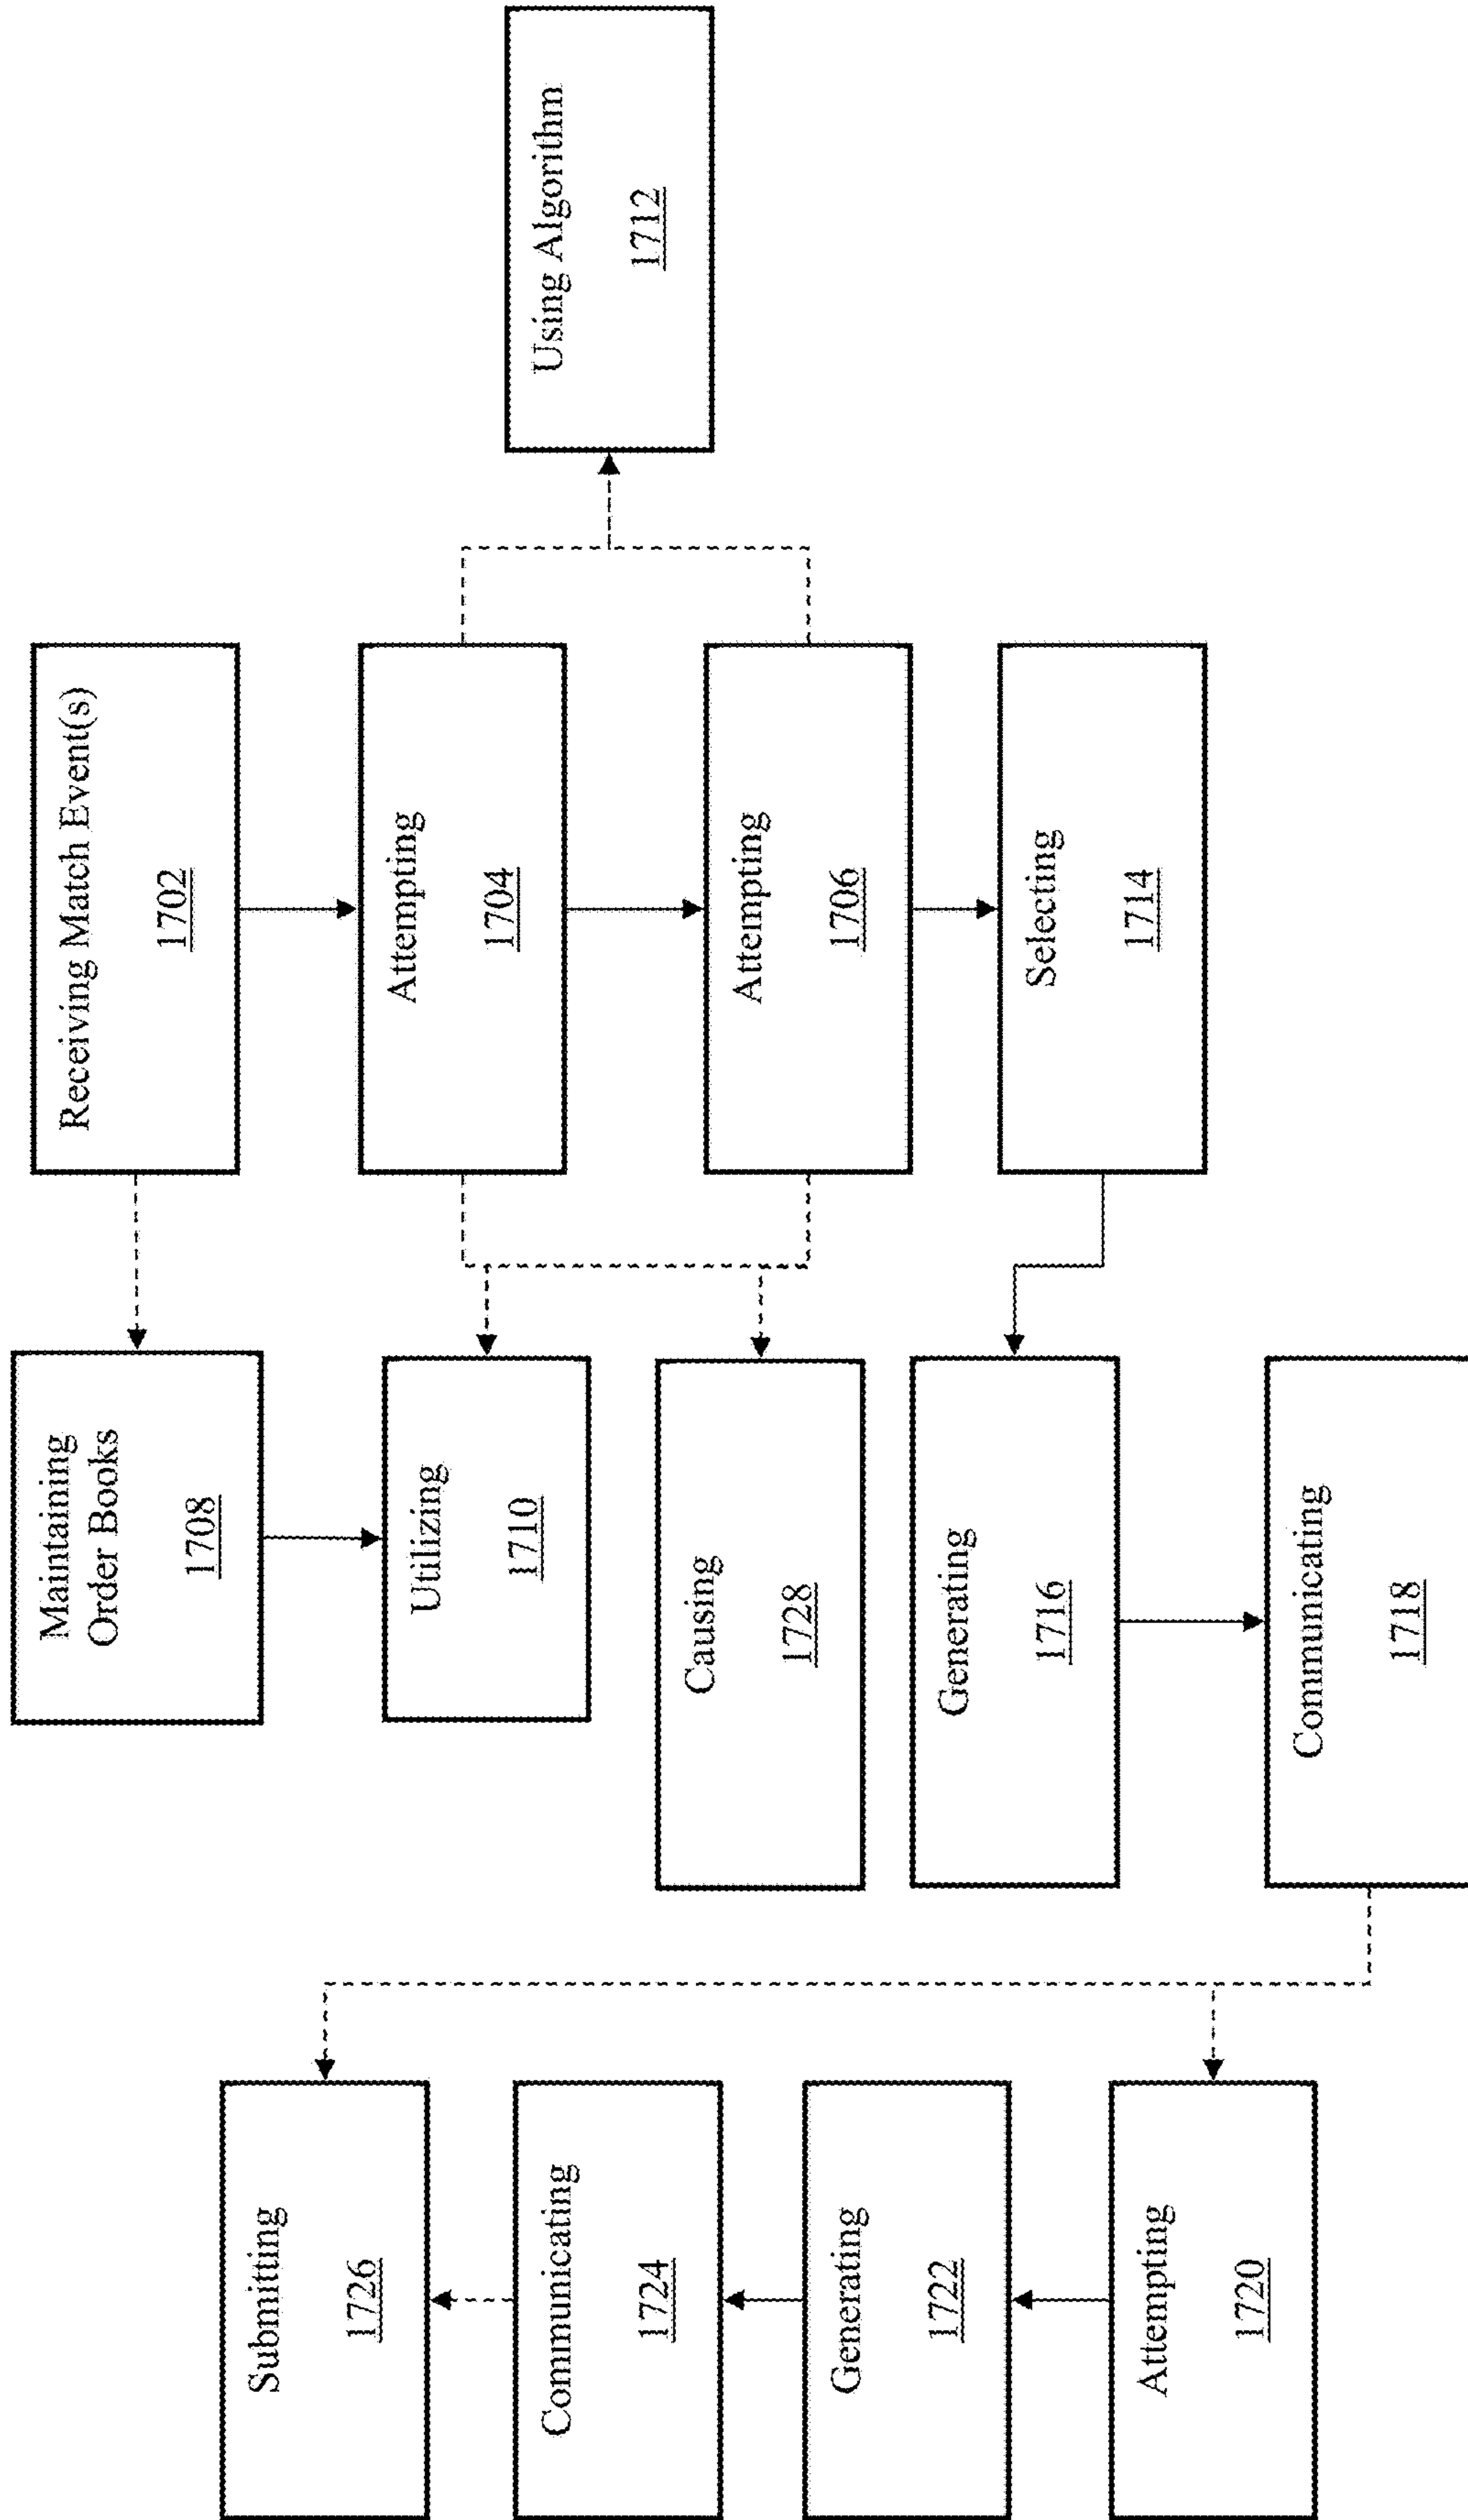 Receiving Match Event(s)
1702
Attempting
1704
Attempting
1706
Selecting
1714
Using Algorithm
1712
Maintaining
Order Books
1708
Utilizing
1710
Causing
1728
Generating
1716
Communicating
1718
Submitting
1726
Communicating
1724
Generating
1722
Attempting
1720